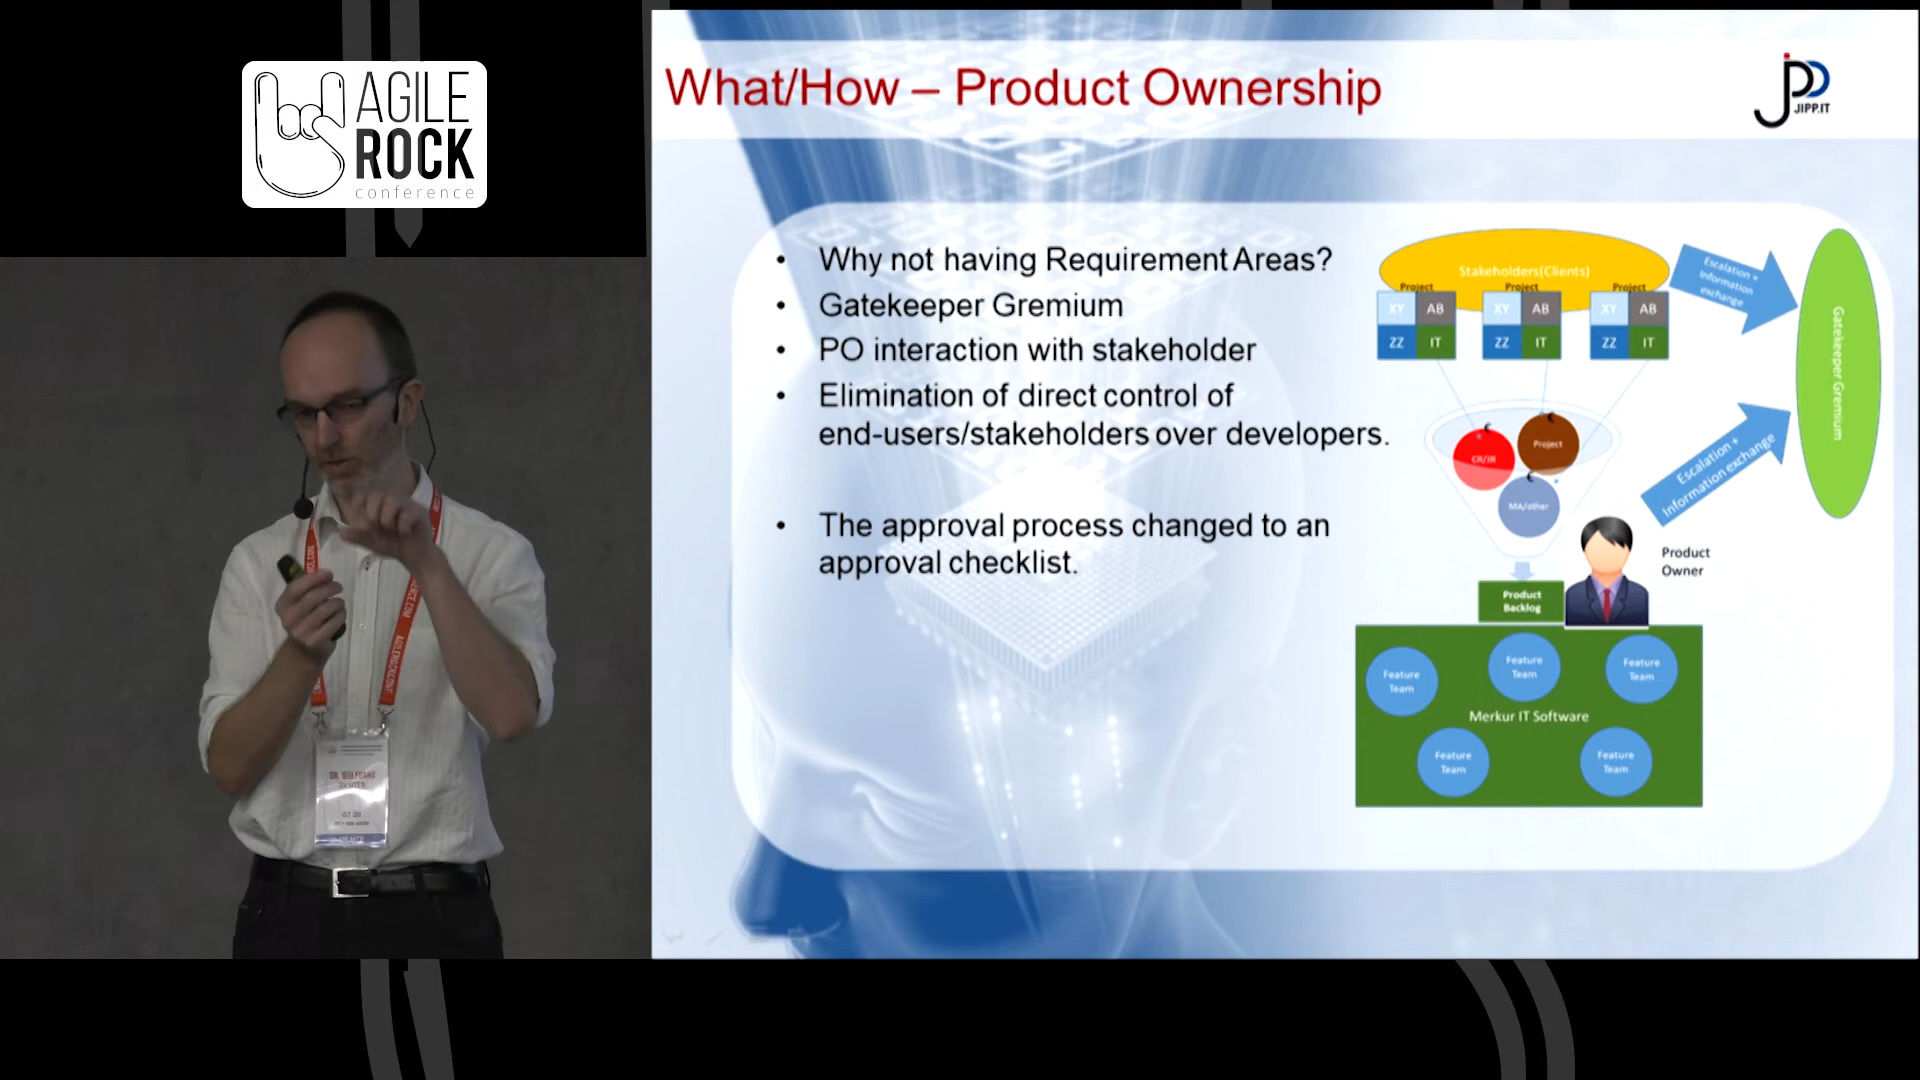 AGILE
ROCK
conference
What/How – Product Ownership
JIPP.IT
• Why not having Requirement Areas?
• Gatekeeper Gremium
• PO interaction with stakeholder
• Elimination of direct control of
end-users/stakeholders over developers.
• The approval process changed to an
approval checklist.
Stakeholders(Clients)
Project Project Project
XY AB XY AB XY AB
ZZ IT ZZ IT ZZ IT
Escalation +
Information
exchange
Gatekeeper Gremium
CR/IR
Project
MA/other
Escalation +
Information exchange
Product
Owner
Product
Backlog
Feature
Team
Feature
Team
Feature
Team
Merkur IT Software
Feature
Team
Feature
Team
DR. WOLFGANG